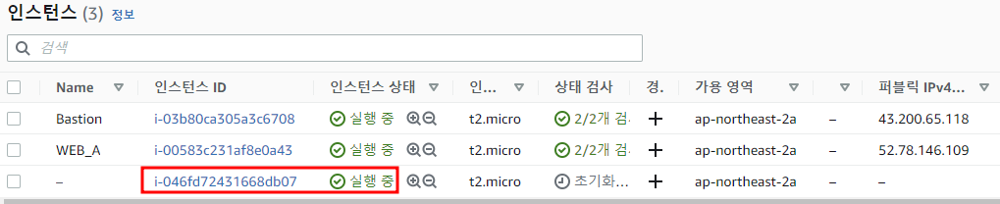 인스턴스 (3) 정보
검색
Name 인스턴스 ID 인스턴스 상태 인... 상태 검사 경. 가용 영역 퍼블릭 IPv4...
Bastion i-03b80ca305a3c6708 실행 중 t2.micro 2/2개 검. + ap-northeast-2a – 43.200.65.118
WEB_A i-00583c231af8e0a43 실행 중 t2.micro 2/2개 검. + ap-northeast-2a – 52.78.146.109
– i-046fd72431668db07 실행 중 t2.micro 초기화... + ap-northeast-2a – –